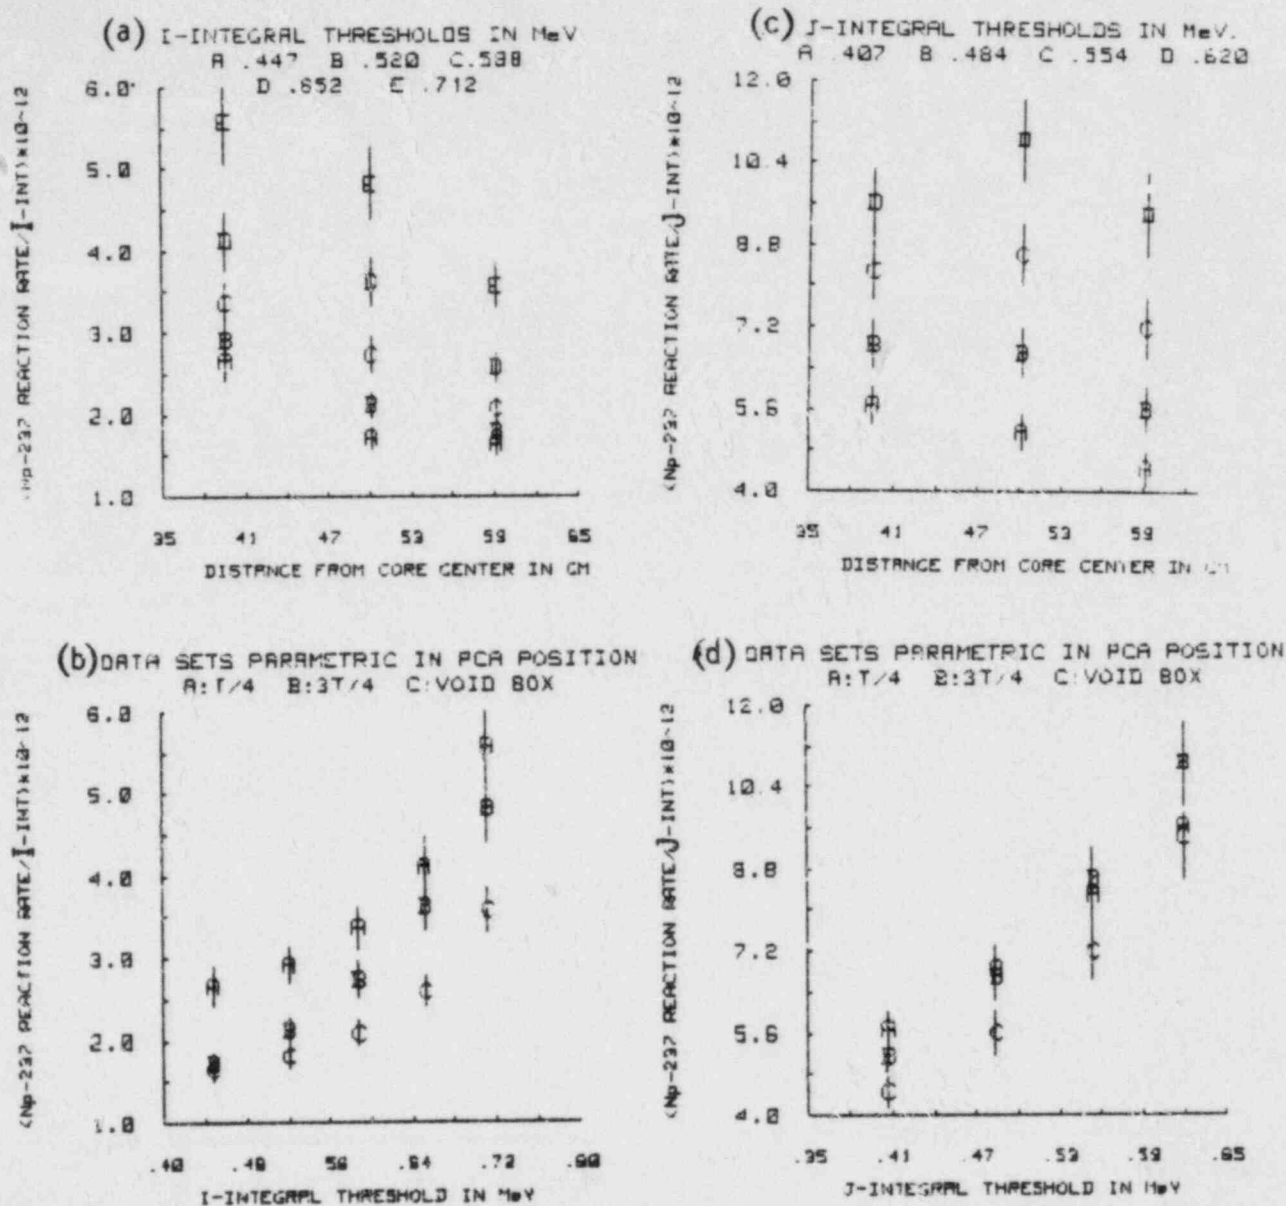 (a) I-INTEGRAL THRESHOLDS IN MeV
A .447 B .520 C .588
D .652 E .712
<Np-237 REACTION RATE/I-INT>*10^12
6.0
5.0
4.0
3.0
2.0
1.0
E
D
C
B
A
E
D
C
B
A
E
D
C
B
A
35 41 47 53 59 65
DISTANCE FROM CORE CENTER IN CM
(c) J-INTEGRAL THRESHOLDS IN MeV.
A .407 B .484 C .554 D .620
<Np-237 REACTION RATE/J-INT>*10^12
12.0
10.4
8.8
7.2
5.6
4.0
D
C
B
A
D
C
B
A
D
C
B
A
35 41 47 53 59
DISTANCE FROM CORE CENTER IN
(b) DATA SETS PARAMETRIC IN PCA POSITION
A:T/4 B:3T/4 C:VOID BOX
<Np-237 REACTION RATE/I-INT>*10^12
6.0
5.0
4.0
3.0
2.0
1.0
A
B
C
A
B
C
A
B
C
A
B
C
A
B
C
.40 .48 .56 .64 .72 .80
I-INTEGRAL THRESHOLD IN MeV
(d) DATA SETS PARAMETRIC IN PCA POSITION
A:T/4 B:3T/4 C:VOID BOX
<Np-237 REACTION RATE/J-INT>*10^12
12.0
10.4
8.8
7.2
5.6
4.0
B
A
C
B
A
C
A
B
C
A
B
C
.35 .41 .47 .53 .59 .65
J-INTEGRAL THRESHOLD IN MeV